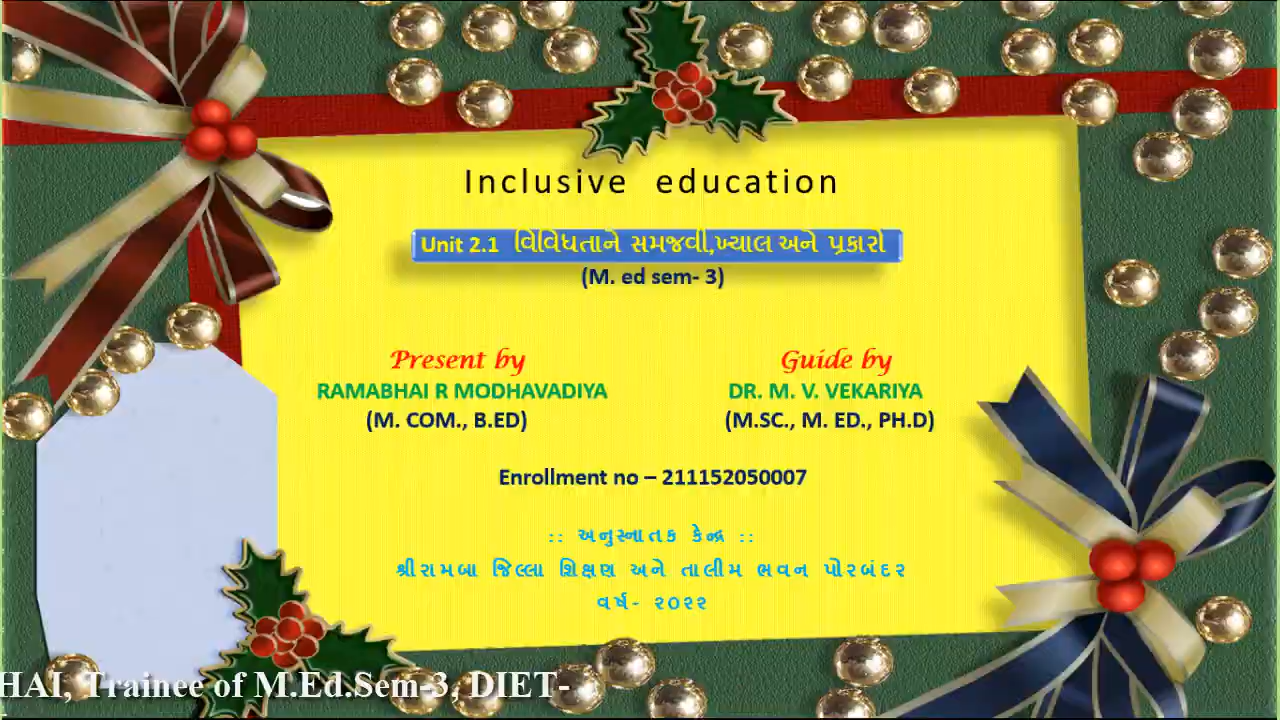 Inclusive education
Unit 2.1 વિવિધતાને સમજવી,ખ્યાલ અને પ્રકારો
(M. ed sem- 3)
Present by
Guide by
RAMABHAI R MODHAVADIYA
DR. M. V. VEKARIYA
(M. COM., B.ED)
(M.SC., M. ED., PH.D)
Enrollment no – 211152050007
:: અનુસ્નાતક કેન્દ્ર ::
શ્રીરામબા જિલ્લા શિક્ષણ અને તાલીમ ભવન પોરબંદર
વર્ષ- ૨૦૨૨
HAI, Trainee of M.Ed.Sem-3, DIET-